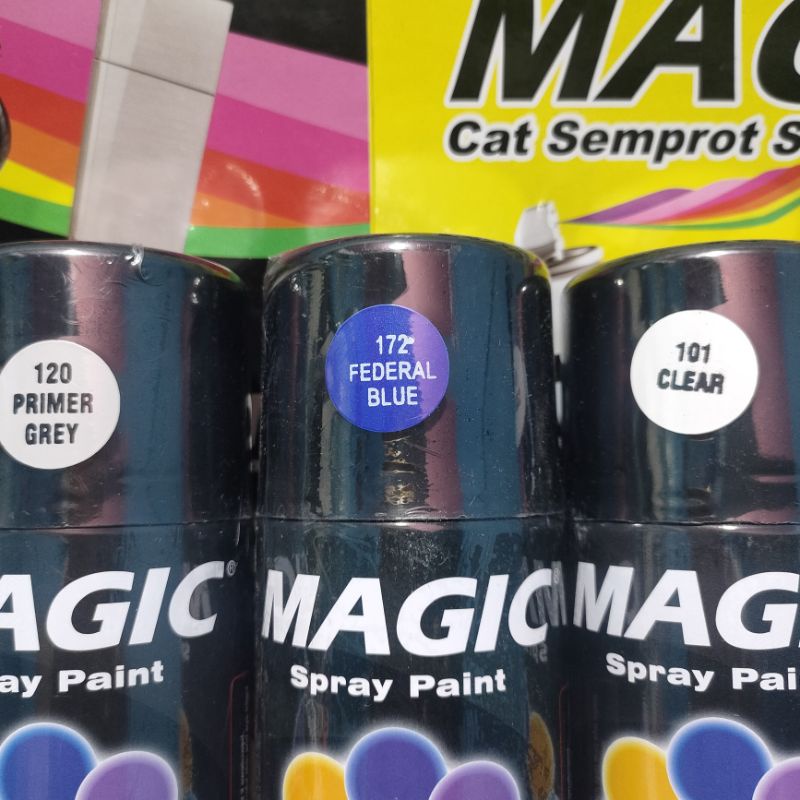 MAG
Cat Semprot S
120
PRIMER
GREY
172
FEDERAL
BLUE
101
CLEAR
AGIC®
ay Paint
MAGIC
Spray Paint
MAG
Spray Pai